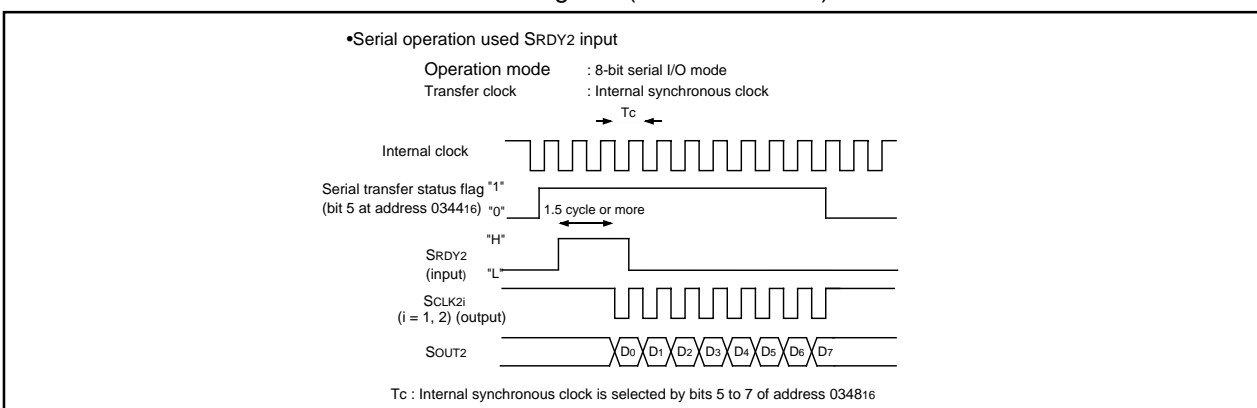 •Serial operation used SRDY2 input
Operation mode : 8-bit serial I/O mode
Transfer clock : Internal synchronous clock
Tc
Internal clock
Serial transfer status flag "1"
(bit 5 at address 034416) "0"
1.5 cycle or more
"H"
SRDY2
(input) "L"
SCLK2i
(i = 1, 2) (output)
SOUT2 D0 D1 D2 D3 D4 D5 D6 D7
Tc : Internal synchronous clock is selected by bits 5 to 7 of address 034816